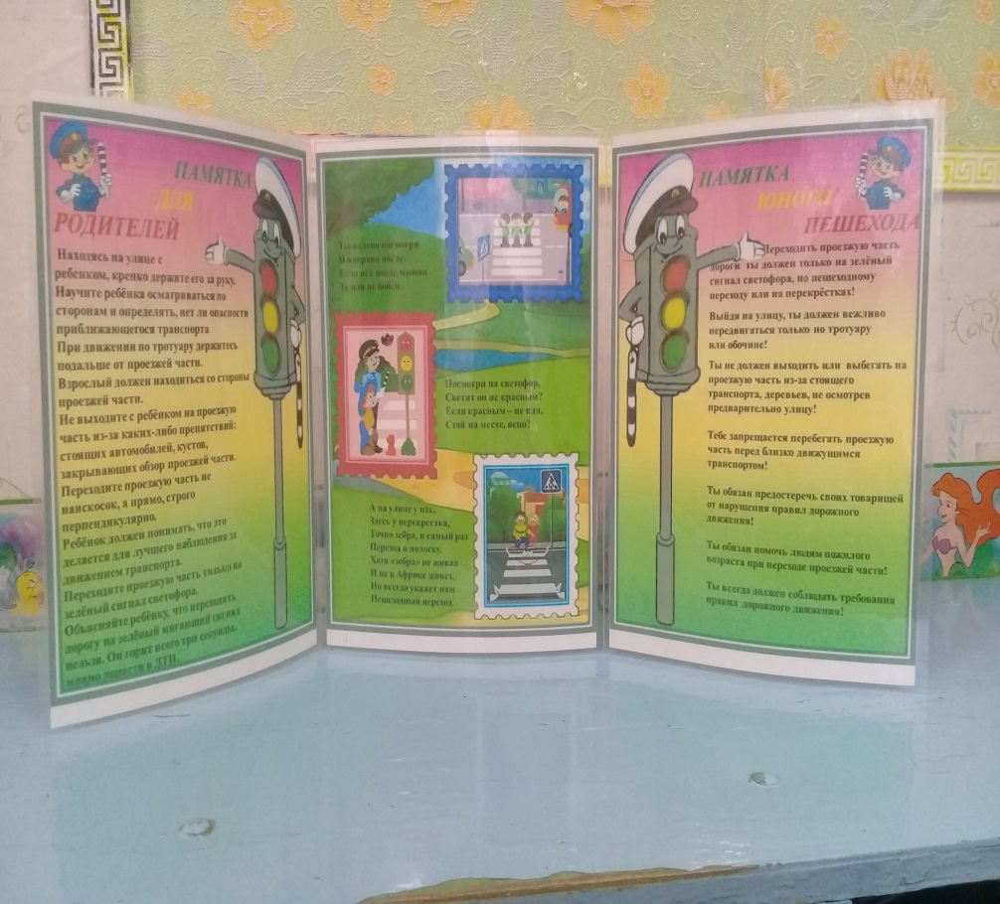 ПАМЯТКА
ДЛЯ
РОДИТЕЛЕЙ
Находясь на улице с
ребенком, крепко держите его за руку.
Научите ребёнка осматриваться по
сторонам и определять, нет ли опасности
приближающегося транспорта
При движении по тротуару держитесь
подальше от проезжей части.
Взрослый должен находиться со стороны
проезжей части.
Не выходите с ребёнком на проезжую
часть из-за каких-либо препятствий:
стоящих автомобилей, кустов,
закрывающих обзор проезжей части.
Переходите проезжую часть не
наискосок, а прямо, строго
перпендикулярно.
Ребёнок должен понимать, что это
делается для лучшего наблюдения за
движением транспорта.
Переходите проезжую часть только на
зелёный сигнал светофора.
Объясняйте ребёнку, что переходить
дорогу на зелёный мигающий сигнал
нельзя. Он горит всего три секунды,
можно попасть в ДТП.
посмотри
Посмотри на светофор,
Светит он не красным?
Если красным – не иди,
Стой на месте, ясно?
А на улице у нас,
Здесь у перекрестка,
Точно зебра, в самый раз
Переход в полоску.
Хотя «зебра» не живая
И не в Африке живет,
Но всегда укажет нам
Пешеходный переход.
ПАМЯТКА
ЮНОГО
ПЕШЕХОДА
Переходить проезжую часть
дороги ты должен только на зелёный
сигнал светофора, по пешеходному
переходу или на перекрёстках!
Выйдя на улицу, ты должен вежливо
передвигаться только по тротуару
или обочине!
Ты не должен выходить или выбегать на
проезжую часть из-за стоящего
транспорта, деревьев, не осмотрев
предварительно улицу!
Тебе запрещается перебегать проезжую
часть перед близко движущимся
транспортом!
Ты обязан предостеречь своих товарищей
от нарушения правил дорожного
движения!
Ты обязан помочь людям пожилого
возраста при переходе проезжей части!
Ты всегда должен соблюдать требования
правил дорожного движения!